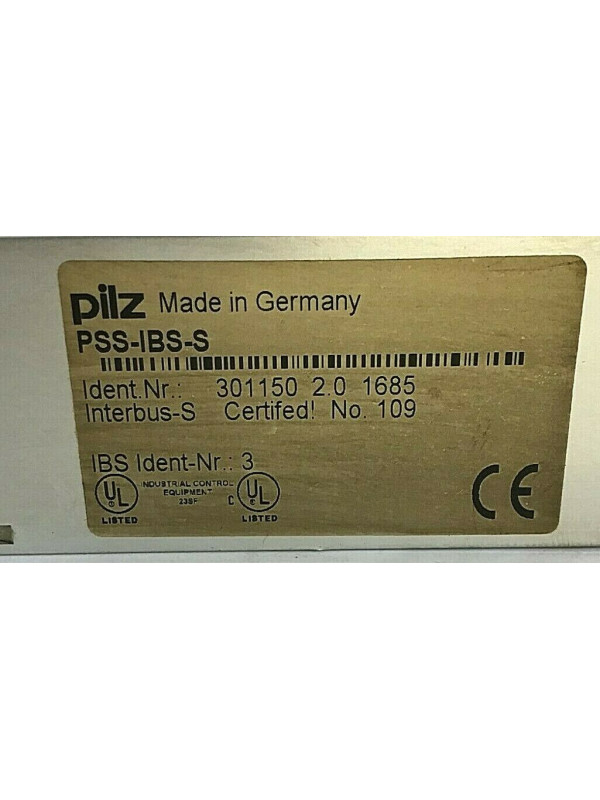 pilz Made in Germany
PSS-IBS-S
Ident.Nr.: 301150 2.0 1685
Interbus-S Certifed! No. 109
IBS Ident-Nr.: 3
UL INDUSTRIAL CONTROL C UL
EQUIPMENT
23SF
LISTED LISTED
CE